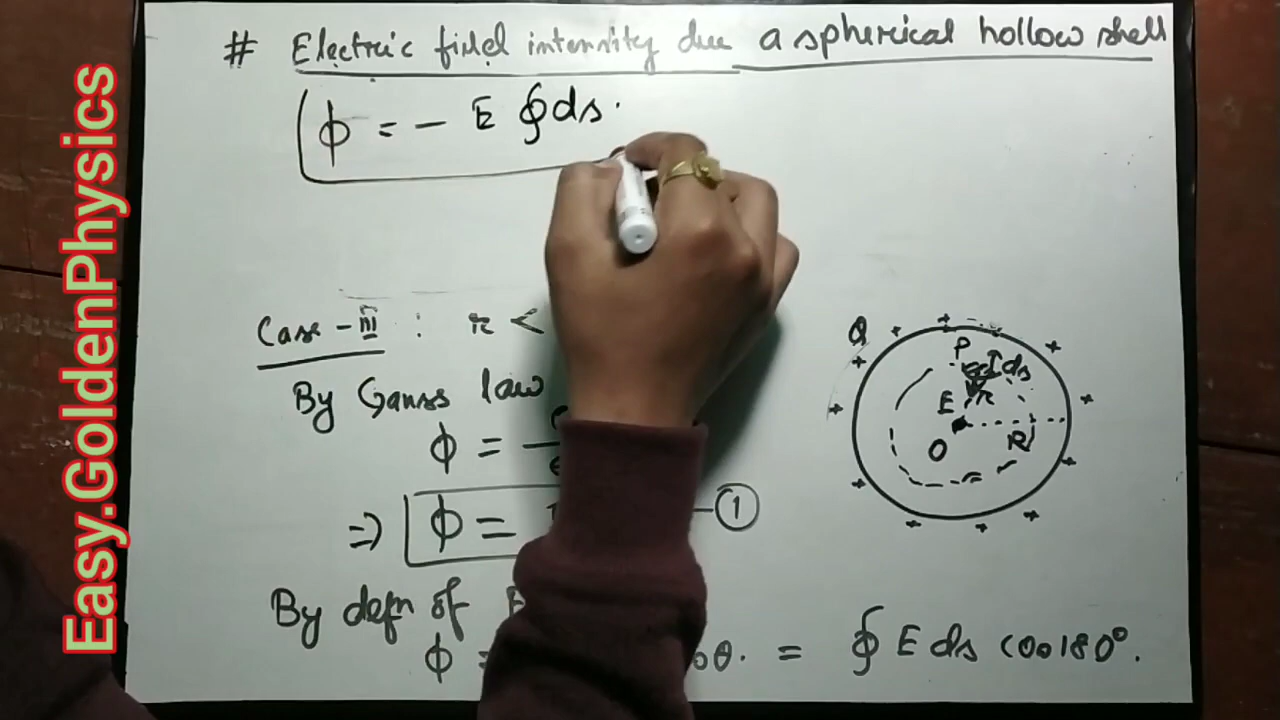 # Electric field intensity due a spherical hollow shell
ϕ = - E ∮ds.
Case - III : r <
By Gauss law
ϕ =
=) ϕ = - 1
By defn of
ϕ = oθ. = ∮ E ds cos180°.
Q
P
ds
E
r
O
R
Easy.GoldenPhysics